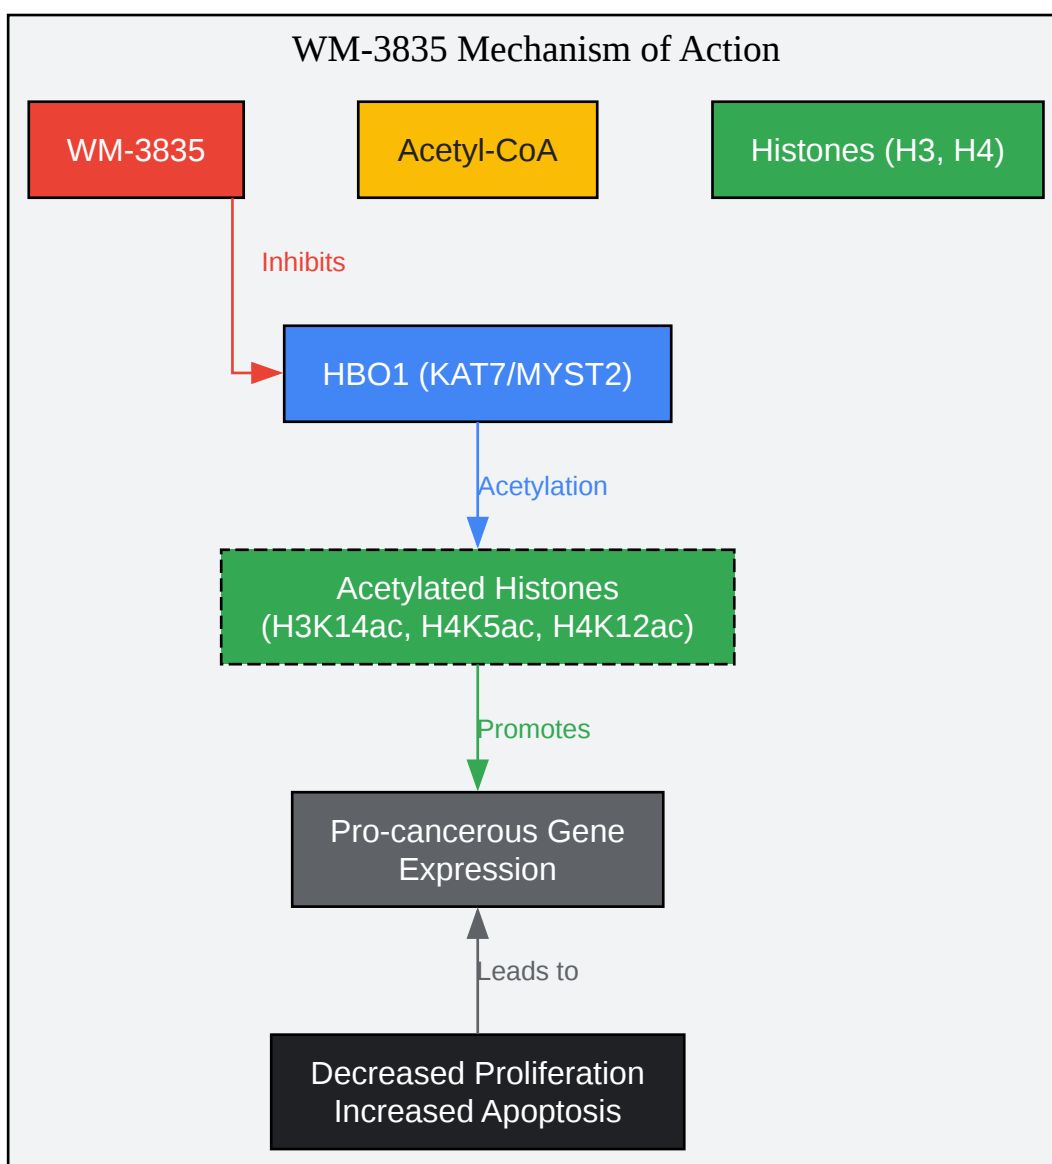 WM-3835 Mechanism of Action
WM-3835
Acetyl-CoA
Histones (H3, H4)
Inhibits
HBO1 (KAT7/MYST2)
Acetylation
Acetylated Histones
(H3K14ac, H4K5ac, H4K12ac)
Promotes
Pro-cancerous Gene
Expression
Leads to
Decreased Proliferation
Increased Apoptosis